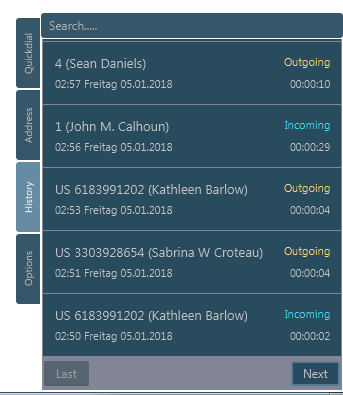 Search.....
Quickdial
Address
History
Options
4 (Sean Daniels) Outgoing
02:57 Freitag 05.01.2018 00:00:10
1 (John M. Calhoun) Incoming
02:56 Freitag 05.01.2018 00:00:29
US 6183991202 (Kathleen Barlow) Outgoing
02:53 Freitag 05.01.2018 00:00:04
US 3303928654 (Sabrina W Croteau) Outgoing
02:51 Freitag 05.01.2018 00:00:04
US 6183991202 (Kathleen Barlow) Incoming
02:50 Freitag 05.01.2018 00:00:02
Last Next